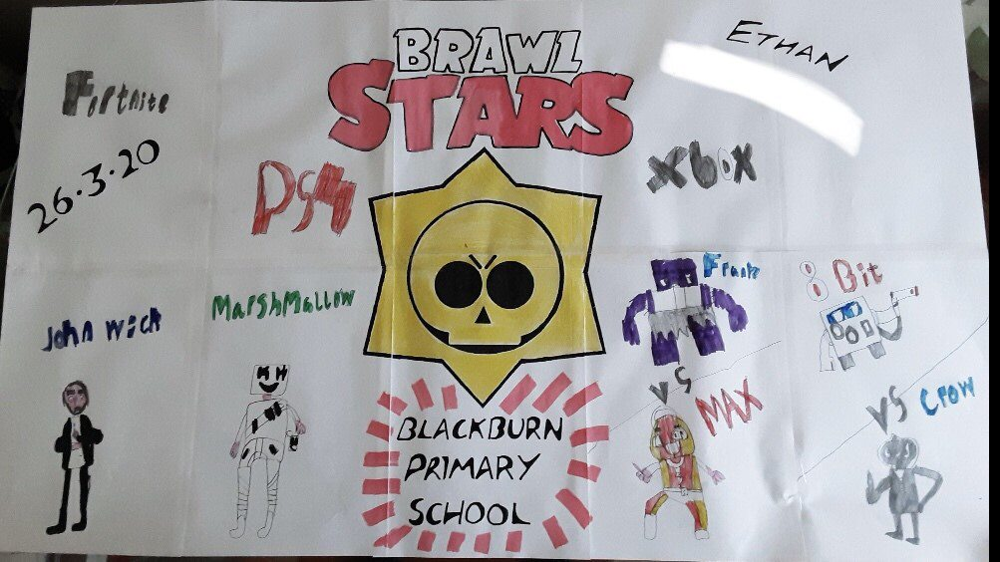 BRAWL
STARS
ETHAN
Fortnite
26.3.20
PS4
xbox
Frank
8 Bit
MarshMallow
John wick
VS
MAX
VS
Crow
BLACKBURN
PRIMARY
SCHOOL